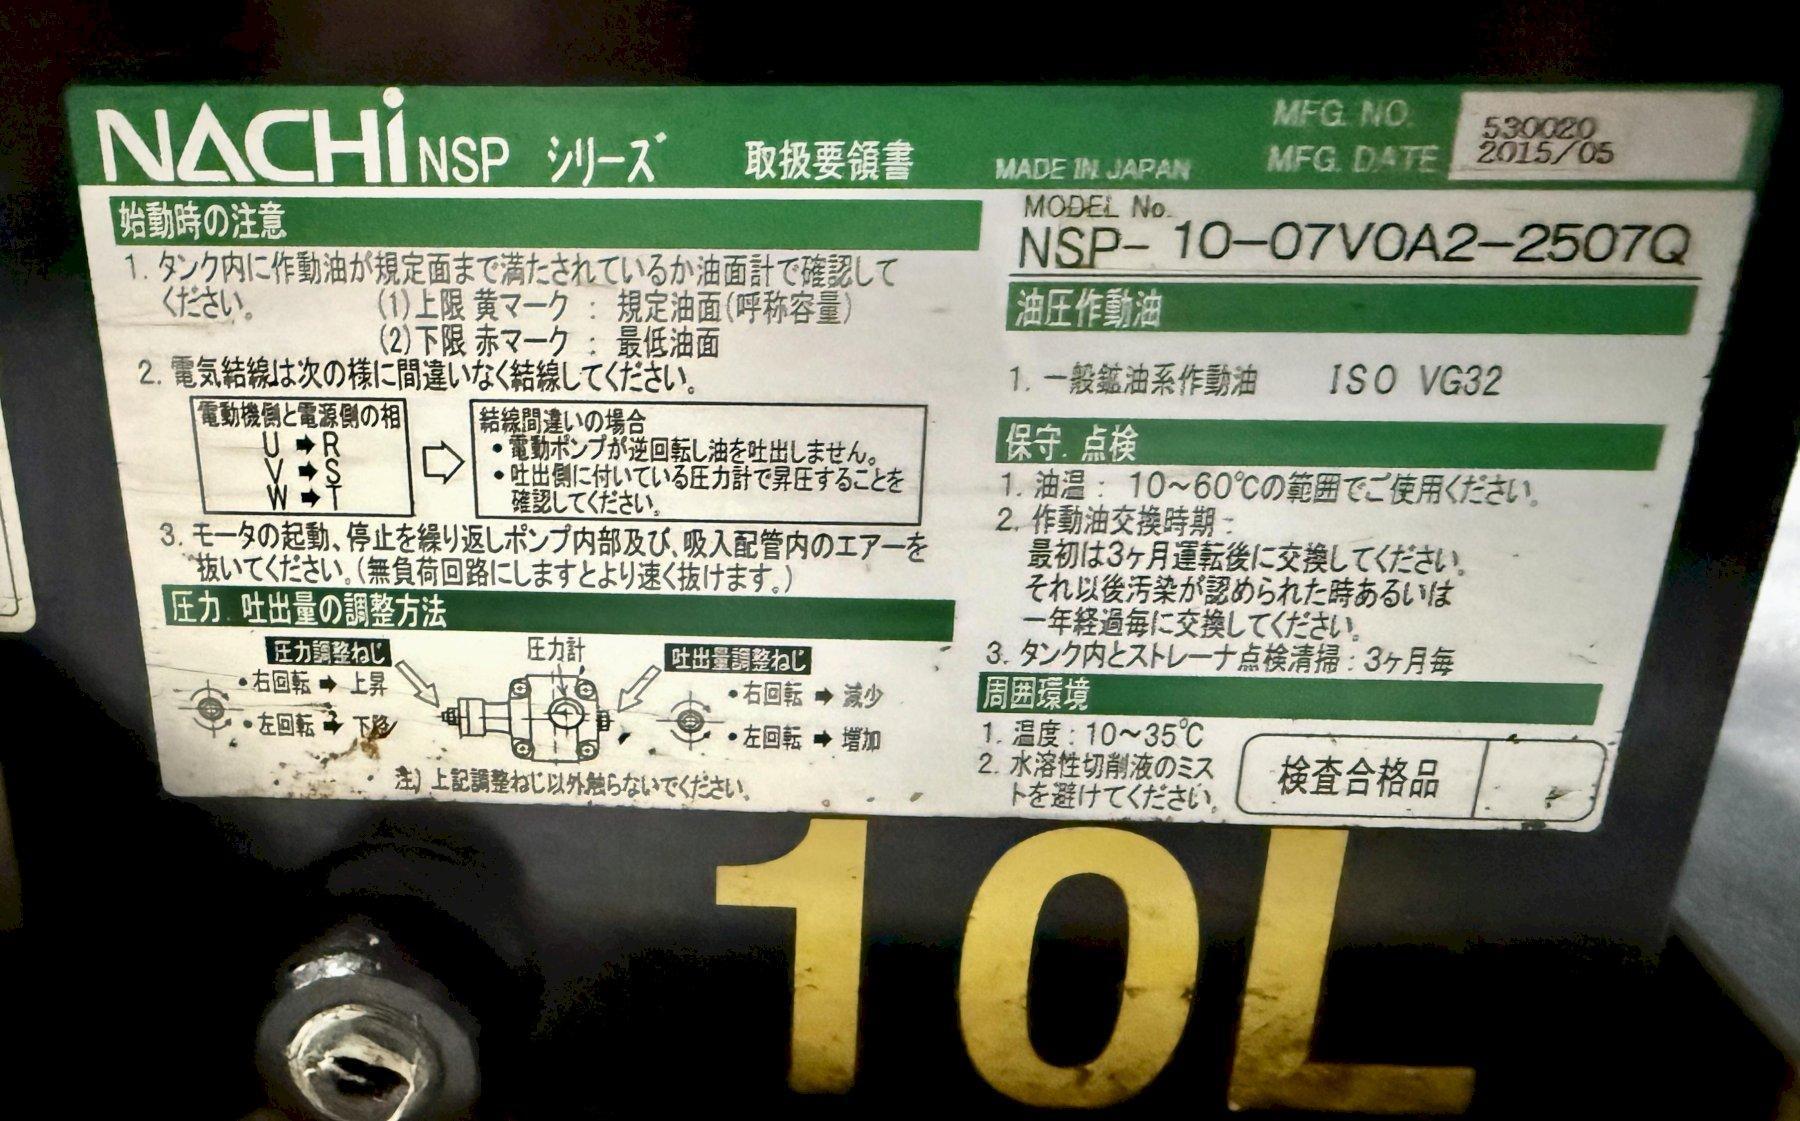 NACHi NSP シリーズ 取扱要領書 MADE IN JAPAN
MFG. NO. 530020
MFG. DATE 2015/05
始動時の注意
1. タンク内に作動油が規定面まで満たされているか油面計で確認して
ください。 (1)上限 黄マーク : 規定油面(呼称容量)
(2)下限 赤マーク : 最低油面
2. 電気結線は次の様に間違いなく結線してください。
電動機側と電源側の相
U ➡ R
V ➡ S
W ➡ T
結線間違いの場合
• 電動ポンプが逆回転し油を吐出しません。
• 吐出側に付いている圧力計で昇圧することを
確認してください。
3. モータの起動、停止を繰り返しポンプ内部及び、吸入配管内のエアーを
抜いてください。(無負荷回路にしますとより速く抜けます。)
圧力．吐出量の調整方法
圧力調整ねじ
• 右回転 ➡ 上昇
• 左回転 ➡ 下降
圧力計
吐出量調整ねじ
• 右回転 ➡ 減少
• 左回転 ➡ 増加
注.) 上記調整ねじ以外触らないでください。
MODEL No.
NSP- 10-07V0A2-2507Q
油圧作動油
1. 一般鉱油系作動油 ISO VG32
保守．点検
1. 油温: 10～60℃の範囲でご使用ください。
2. 作動油交換時期:
最初は3ヶ月運転後に交換してください。
それ以後汚染が認められた時あるいは
一年経過毎に交換してください。
3. タンク内とストレーナ点検清掃: 3ヶ月毎
周囲環境
1. 温度: 10～35℃
2. 水溶性切削液のミス
トを避けてください。
検査合格品
10L